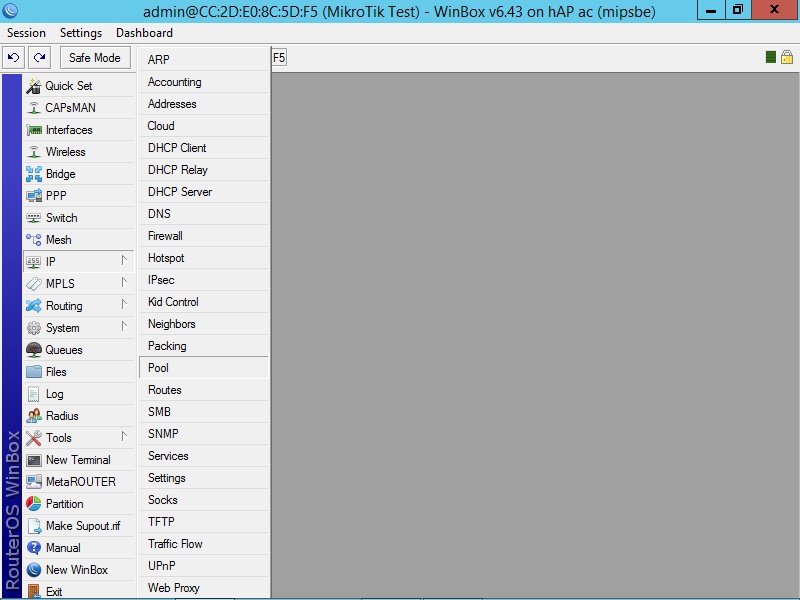 admin@CC:2D:E0:8C:5D:F5 (MikroTik Test) - WinBox v6.43 on hAP ac (mipsbe)
Session Settings Dashboard
Safe Mode
F5
Quick Set
CAPsMAN
Interfaces
Wireless
Bridge
PPP
Switch
Mesh
IP
MPLS
Routing
System
Queues
Files
Log
Radius
Tools
New Terminal
MetaROUTER
Partition
Make Supout.rif
Manual
New WinBox
Exit
ARP
Accounting
Addresses
Cloud
DHCP Client
DHCP Relay
DHCP Server
DNS
Firewall
Hotspot
IPsec
Kid Control
Neighbors
Packing
Pool
Routes
SMB
SNMP
Services
Settings
Socks
TFTP
Traffic Flow
UPnP
Web Proxy
RouterOS WinBox